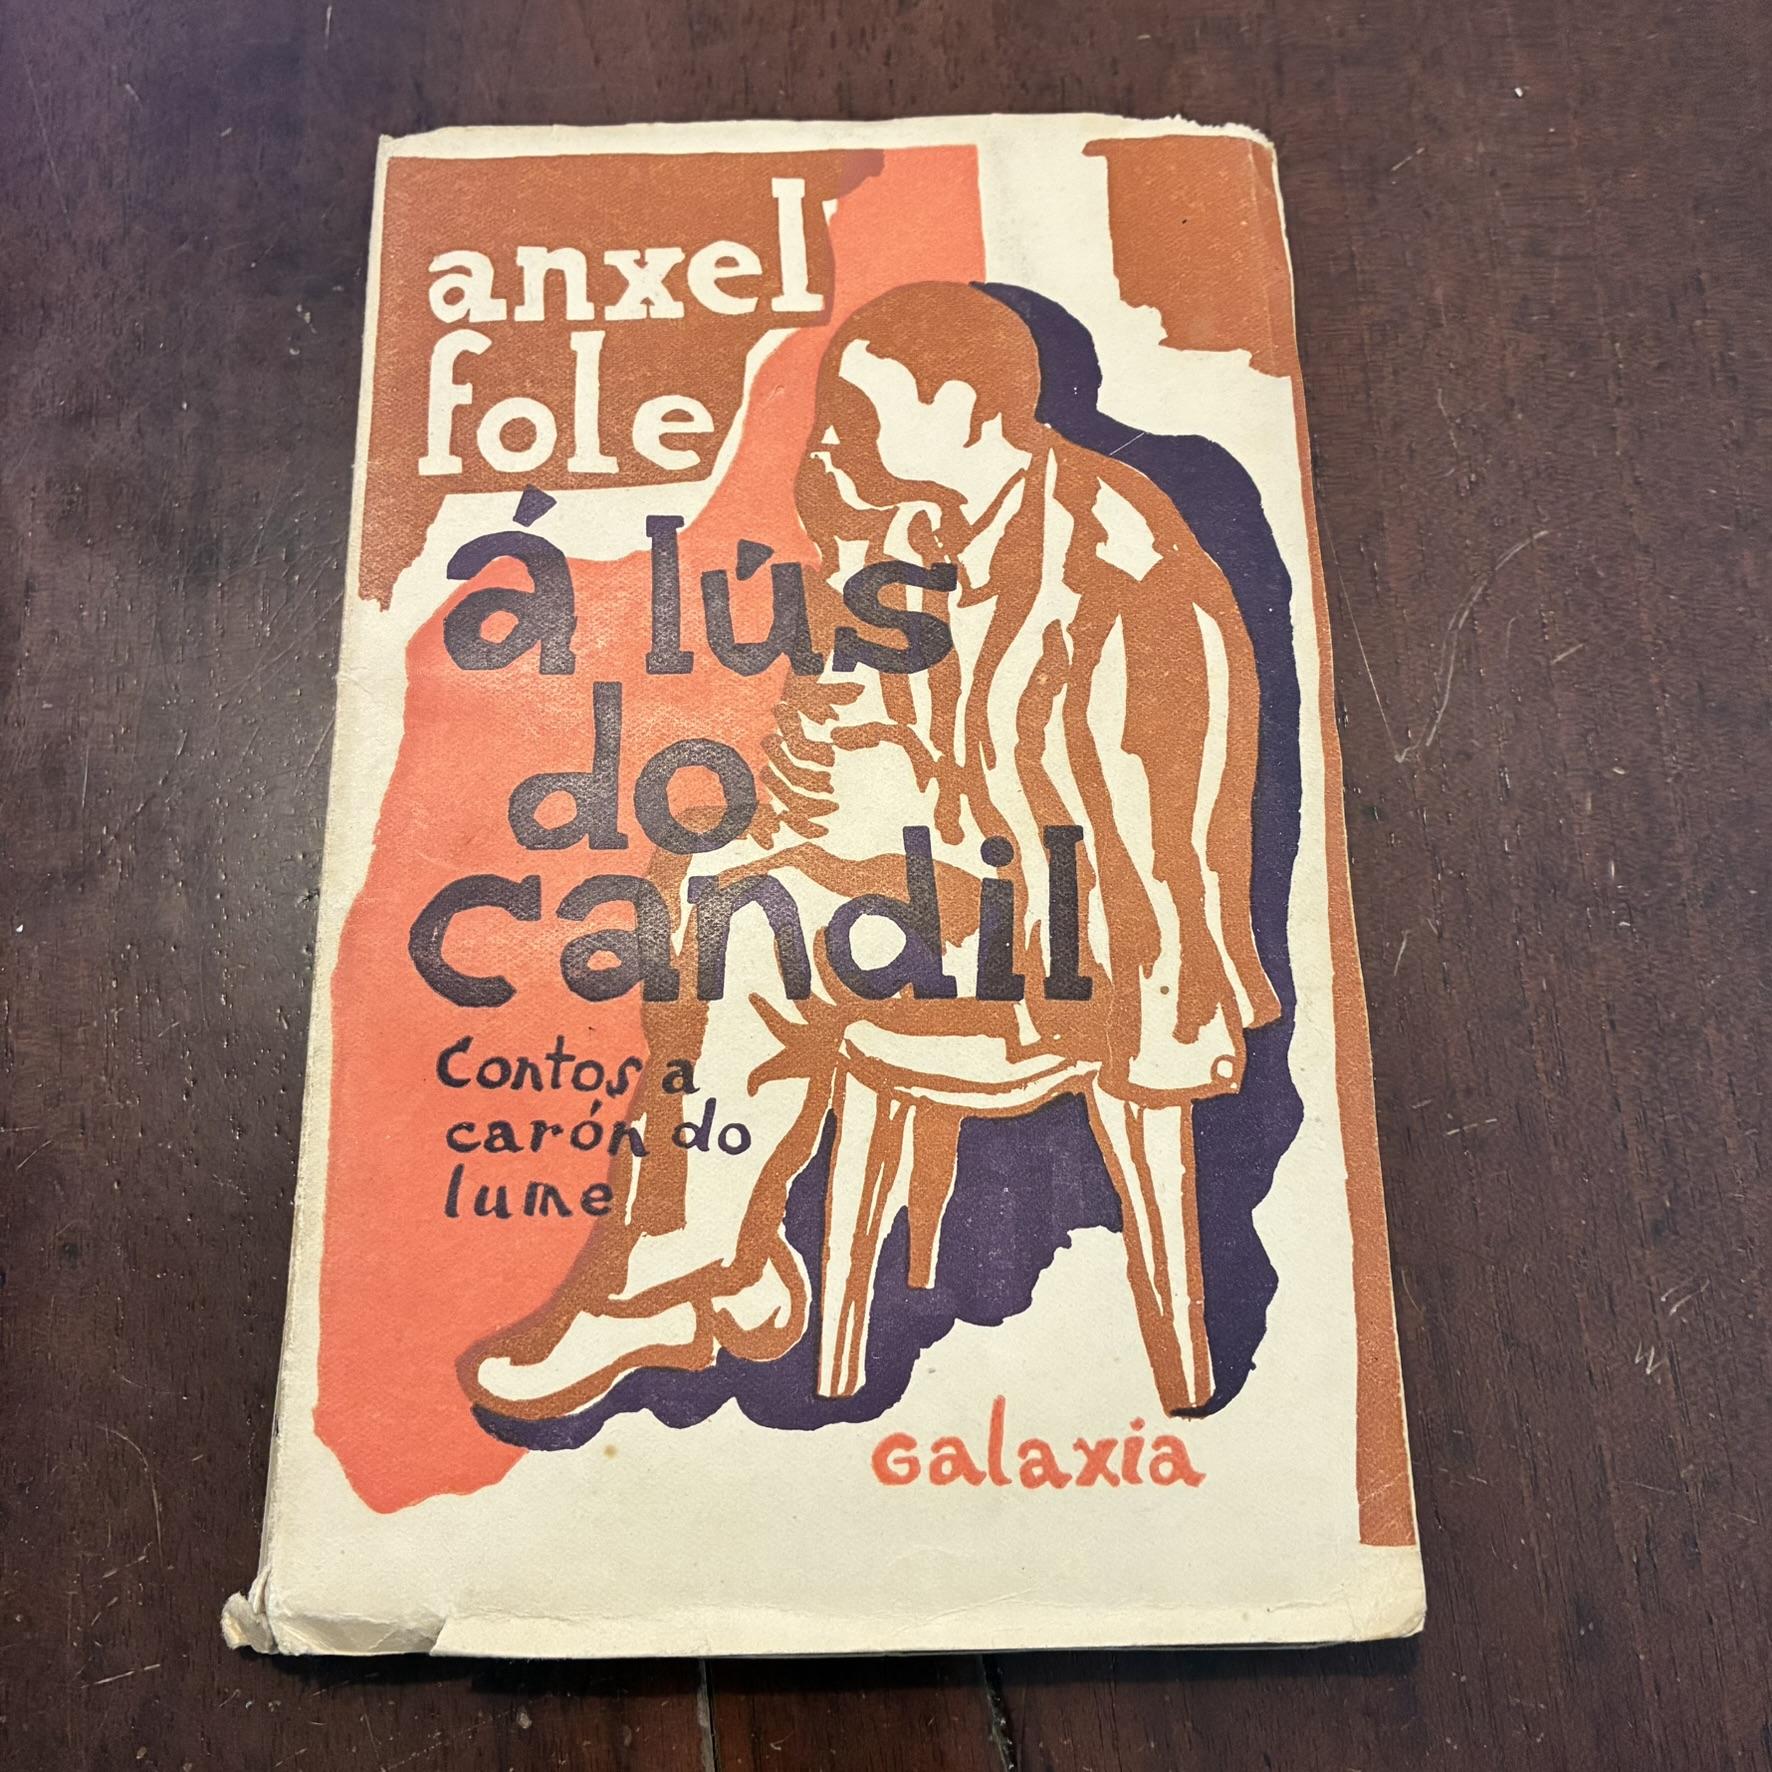 anxel
fole
á lús
do
candil
Contos a
carón do
lume
Galaxia